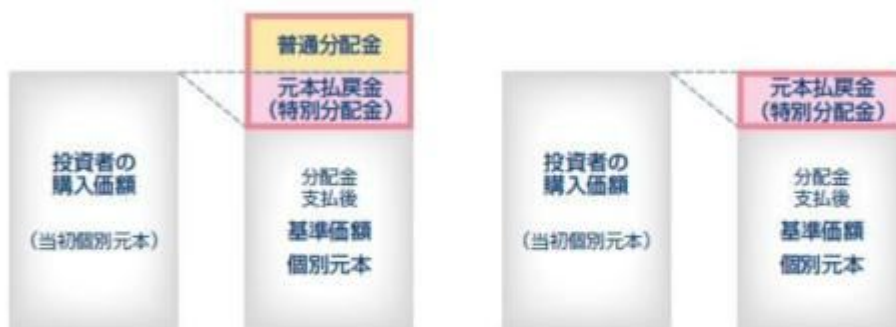 投資者の
購入価額
（当初個別元本）
普通分配金
元本払戻金
（特別分配金）
分配金
支払後
基準価額
個別元本
投資者の
購入価額
（当初個別元本）
元本払戻金
（特別分配金）
分配金
支払後
基準価額
個別元本